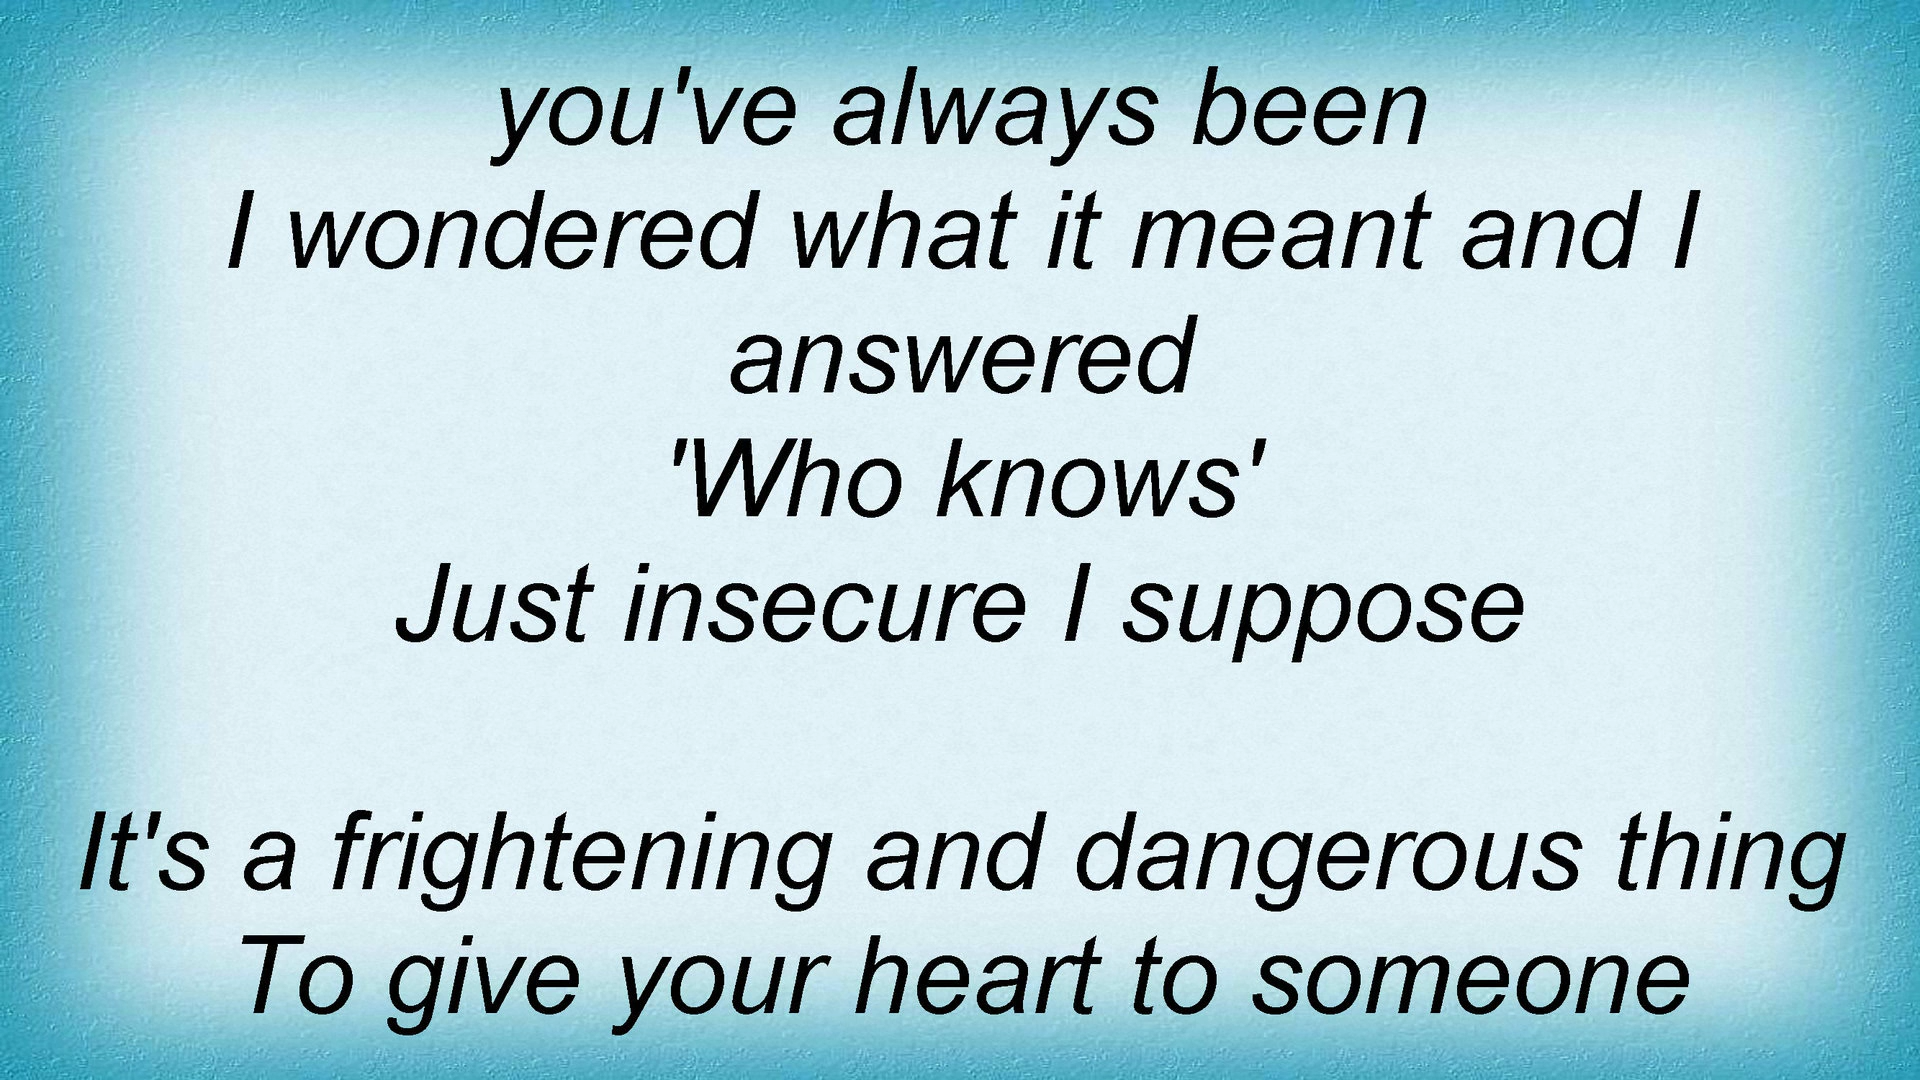 you've always been
I wondered what it meant and I
answered
'Who knows'
Just insecure I suppose
It's a frightening and dangerous thing
To give your heart to someone